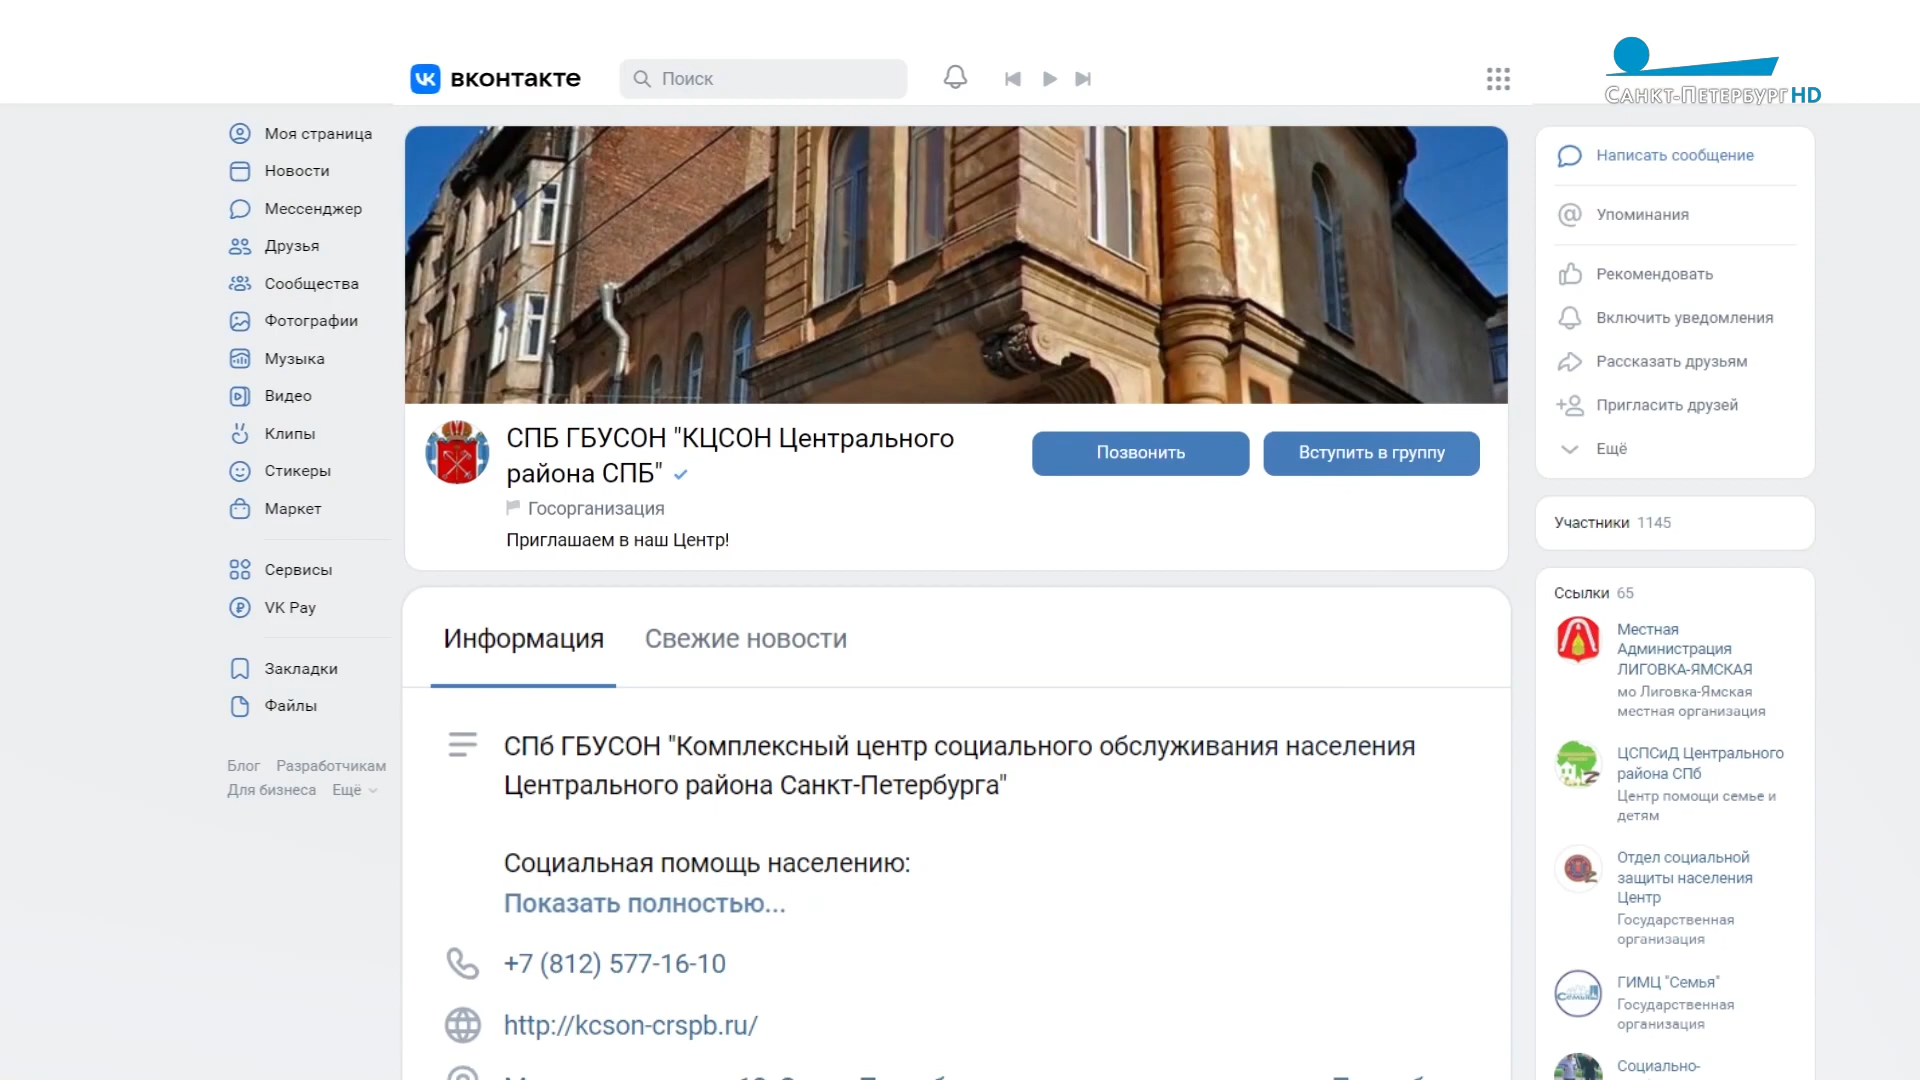 вконтакте
Поиск
САНКТ-ПЕТЕРБУРГ HD
Моя страница
Новости
Мессенджер
Друзья
Сообщества
Фотографии
Музыка
Видео
Клипы
Стикеры
Маркет
Сервисы
VK Pay
Закладки
Файлы
Блог Разработчикам
Для бизнеса Ещё
СПБ ГБУСОН "КЦСОН Центрального
района СПБ"
Госорганизация
Приглашаем в наш Центр!
Позвонить
Вступить в группу
Информация
Свежие новости
СПб ГБУСОН "Комплексный центр социального обслуживания населения
Центрального района Санкт-Петербурга"
Социальная помощь населению:
Показать полностью...
+7 (812) 577-16-10
http://kcson-crspb.ru/
Написать сообщение
Упоминания
Рекомендовать
Включить уведомления
Рассказать друзьям
Пригласить друзей
Ещё
Участники 1145
Ссылки 65
Местная
Администрация
ЛИГОВКА-ЯМСКАЯ
мо Лиговка-Ямская
местная организация
ЦСПСиД Центрального
района СПб
Центр помощи семье и
детям
Отдел социальной
защиты населения
Центр
Государственная
организация
ГИМЦ "Семья"
Государственная
организация
Социально-